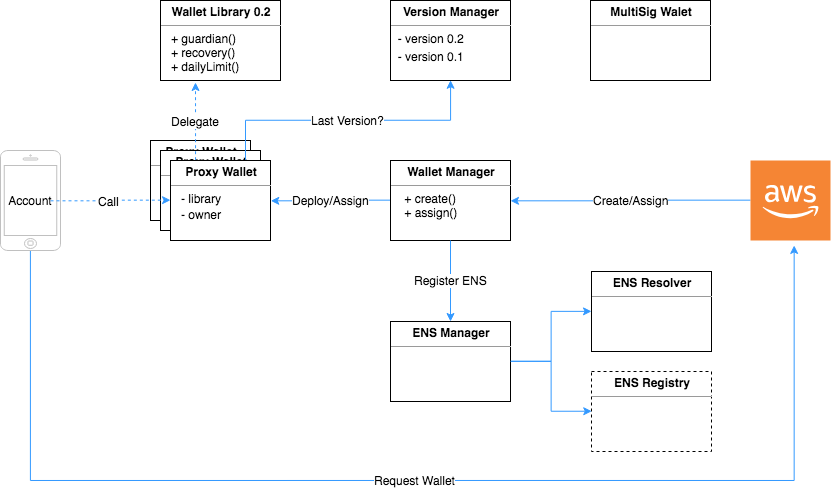 Wallet Library 0.2
+ guardian()
+ recovery()
+ dailyLimit()
Version Manager
- version 0.2
- version 0.1
MultiSig Walet
Delegate
Last Version?
Proxy Wallet
Proxy Wallet
Proxy Wallet
- library
- owner
Account
Call
Deploy/Assign
Wallet Manager
+ create()
+ assign()
Create/Assign
aws
Register ENS
ENS Manager
ENS Resolver
ENS Registry
Request Wallet